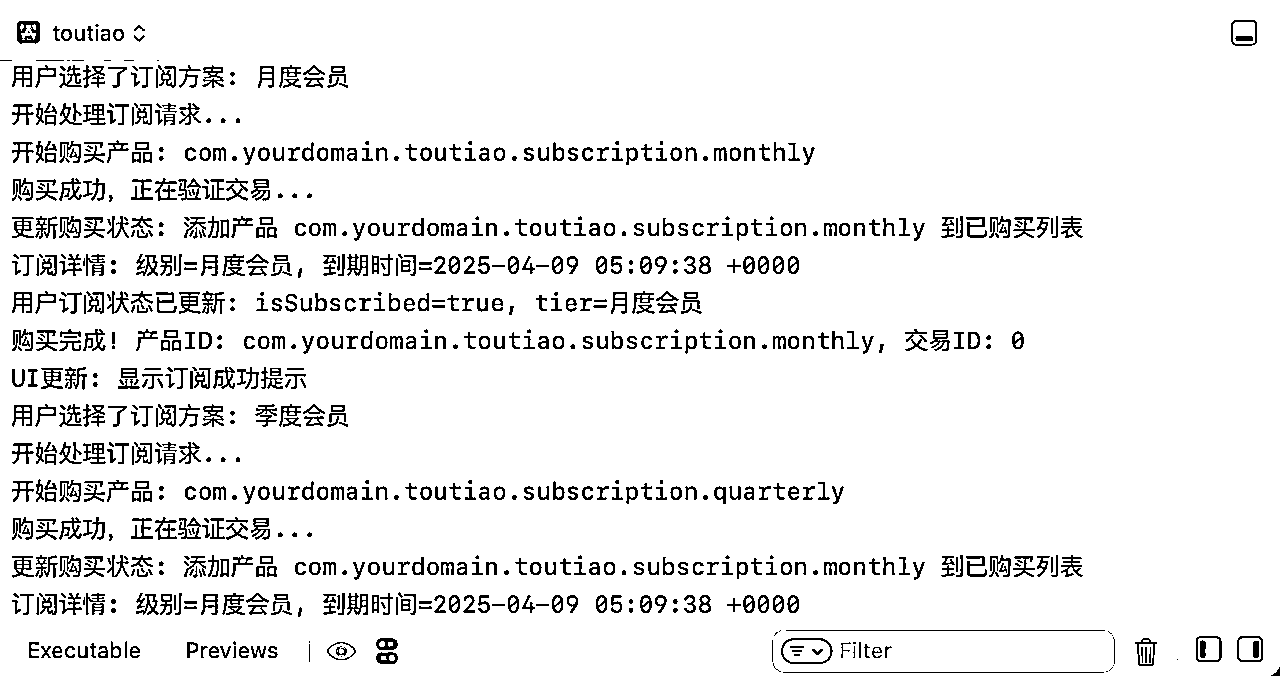 toutiao
用户选择了订阅方案: 月度会员
开始处理订阅请求...
开始购买产品: com.yourdomain.toutiao.subscription.monthly
购买成功, 正在验证交易...
更新购买状态: 添加产品 com.yourdomain.toutiao.subscription.monthly 到已购买列表
订阅详情: 级别=月度会员, 到期时间=2025-04-09 05:09:38 +0000
用户订阅状态已更新: isSubscribed=true, tier=月度会员
购买完成! 产品ID: com.yourdomain.toutiao.subscription.monthly, 交易ID: 0
UI更新: 显示订阅成功提示
用户选择了订阅方案: 季度会员
开始处理订阅请求...
开始购买产品: com.yourdomain.toutiao.subscription.quarterly
购买成功, 正在验证交易...
更新购买状态: 添加产品 com.yourdomain.toutiao.subscription.monthly 到已购买列表
订阅详情: 级别=月度会员, 到期时间=2025-04-09 05:09:38 +0000
Executable Previews Filter